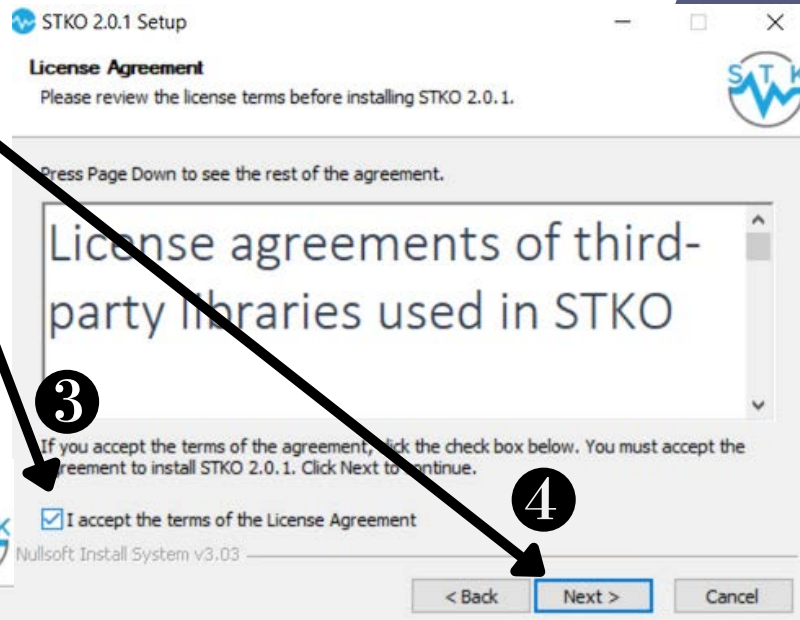 STKO 2.0.1 Setup
License Agreement
Please review the license terms before installing STKO 2.0.1.
S T K
Press Page Down to see the rest of the agreement.
License agreements of third-
party libraries used in STKO
3
If you accept the terms of the agreement, click the check box below. You must accept the
agreement to install STKO 2.0.1. Click Next to continue.
4
K
I accept the terms of the License Agreement
Nullsoft Install System v3.03
< Back
Next >
Cancel